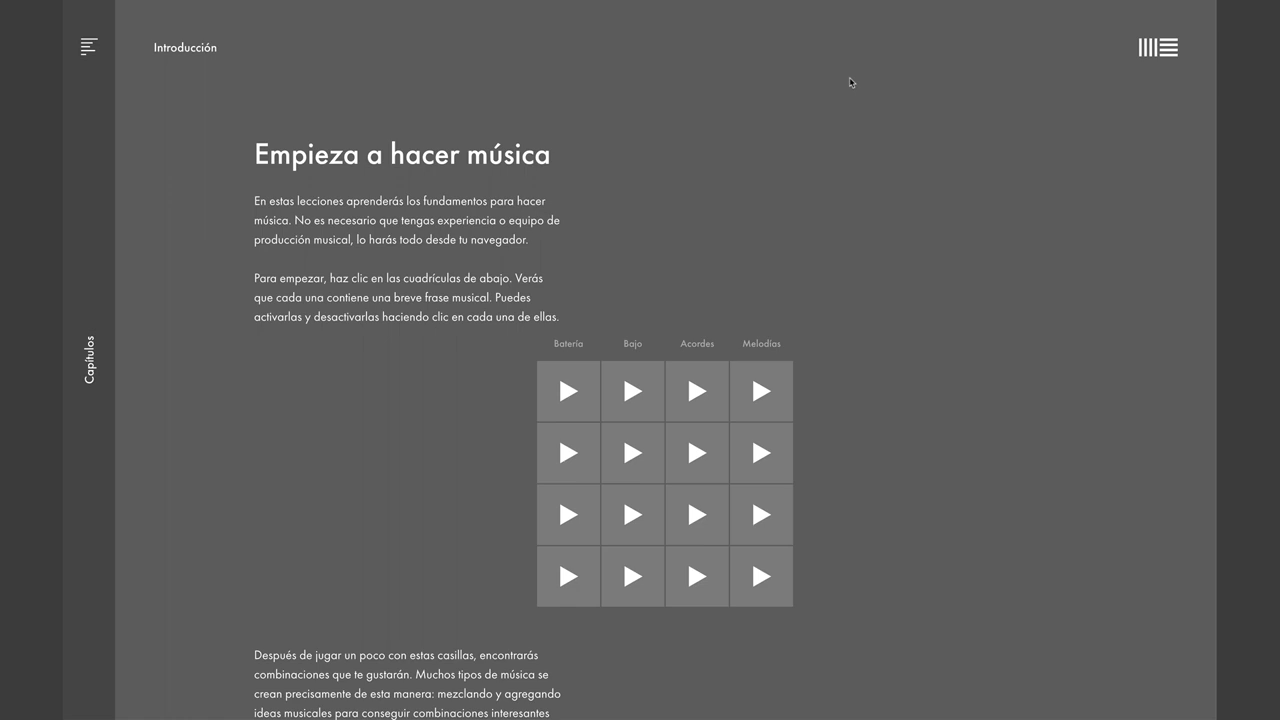 Introducción
Capítulos
Empieza a hacer música
En estas lecciones aprenderás los fundamentos para hacer
música. No es necesario que tengas experiencia o equipo de
producción musical, lo harás todo desde tu navegador.
Para empezar, haz clic en las cuadrículas de abajo. Verás
que cada una contiene una breve frase musical. Puedes
activarlas y desactivarlas haciendo clic en cada una de ellas.
Batería Bajo Acordes Melodías
Después de jugar un poco con estas casillas, encontrarás
combinaciones que te gustarán. Muchos tipos de música se
crean precisamente de esta manera: mezclando y agregando
ideas musicales para conseguir combinaciones interesantes